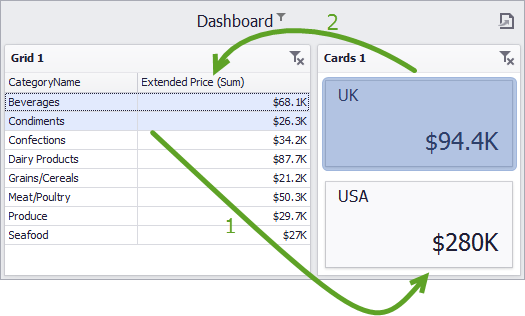 Dashboard
2
Grid 1
Cards 1
CategoryName Extended Price (Sum)
Beverages $68.1K
Condiments $26.3K
Confections $34.2K
Dairy Products $87.7K
Grains/Cereals $21.2K
Meat/Poultry $50.3K
Produce $29.7K
Seafood $27K
1
UK
$94.4K
USA
$280K